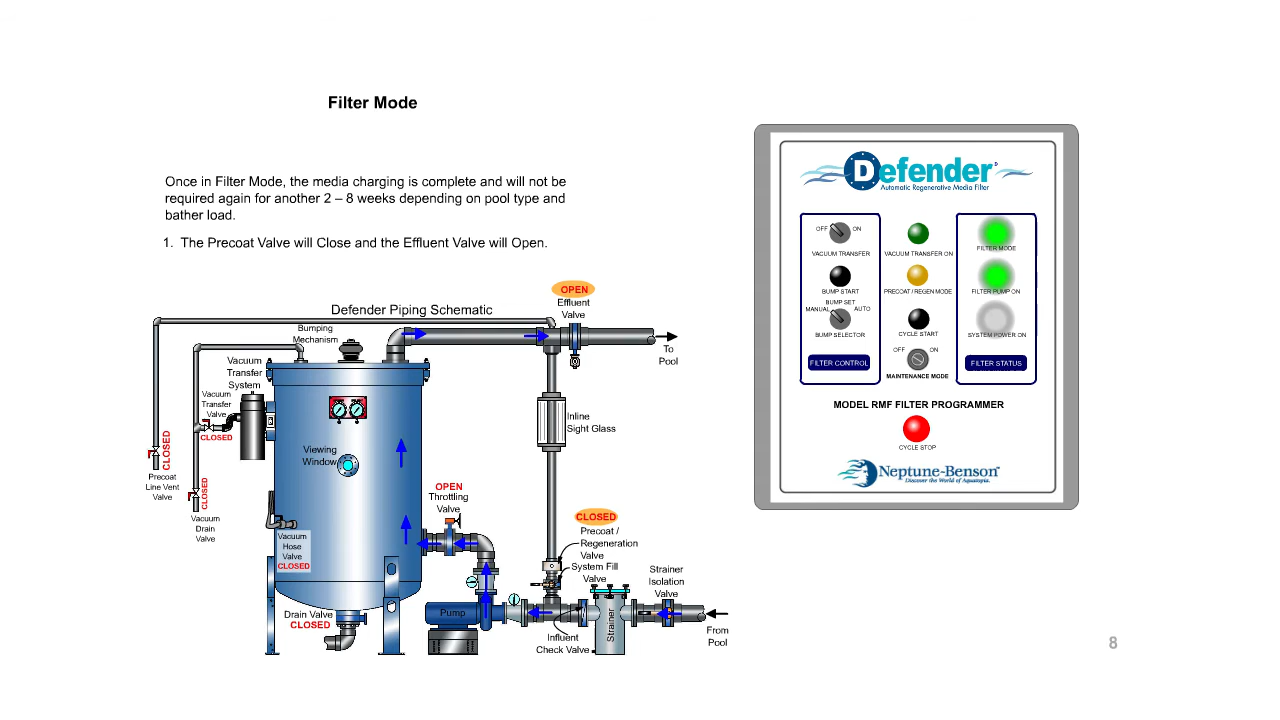 Filter Mode
Once in Filter Mode, the media charging is complete and will not be
required again for another 2 – 8 weeks depending on pool type and
bather load.
1. The Precoat Valve will Close and the Effluent Valve will Open.
OPEN
Effluent
Valve
Defender Piping Schematic
Bumping
Mechanism
To
Pool
Vacuum
Transfer
System
Vacuum
Transfer
Valve
CLOSED
Inline
Sight Glass
Viewing
Window
CLOSED
Precoat
Line Vent
Valve
CLOSED
Vacuum
Drain
Valve
OPEN
Throttling
Valve
CLOSED
Precoat /
Regeneration
Valve
System Fill
Valve
Vacuum
Hose
Valve
CLOSED
Strainer
Isolation
Valve
Drain Valve
CLOSED
Pump
Strainer
Influent
Check Valve
From
Pool
Defender
Automatic Regenerative Media Filter
OFF ON
VACUUM TRANSFER
VACUUM TRANSFER ON
FILTER MODE
BUMP START
PRECOAT / REGEN MODE
FILTER PUMP ON
BUMP SET
MANUAL AUTO
BUMP SELECTOR
CYCLE START
SYSTEM POWER ON
OFF ON
FILTER CONTROL
MAINTENANCE MODE
FILTER STATUS
MODEL RMF FILTER PROGRAMMER
CYCLE STOP
Neptune-Benson
Discover the World of Aquatopia.
8